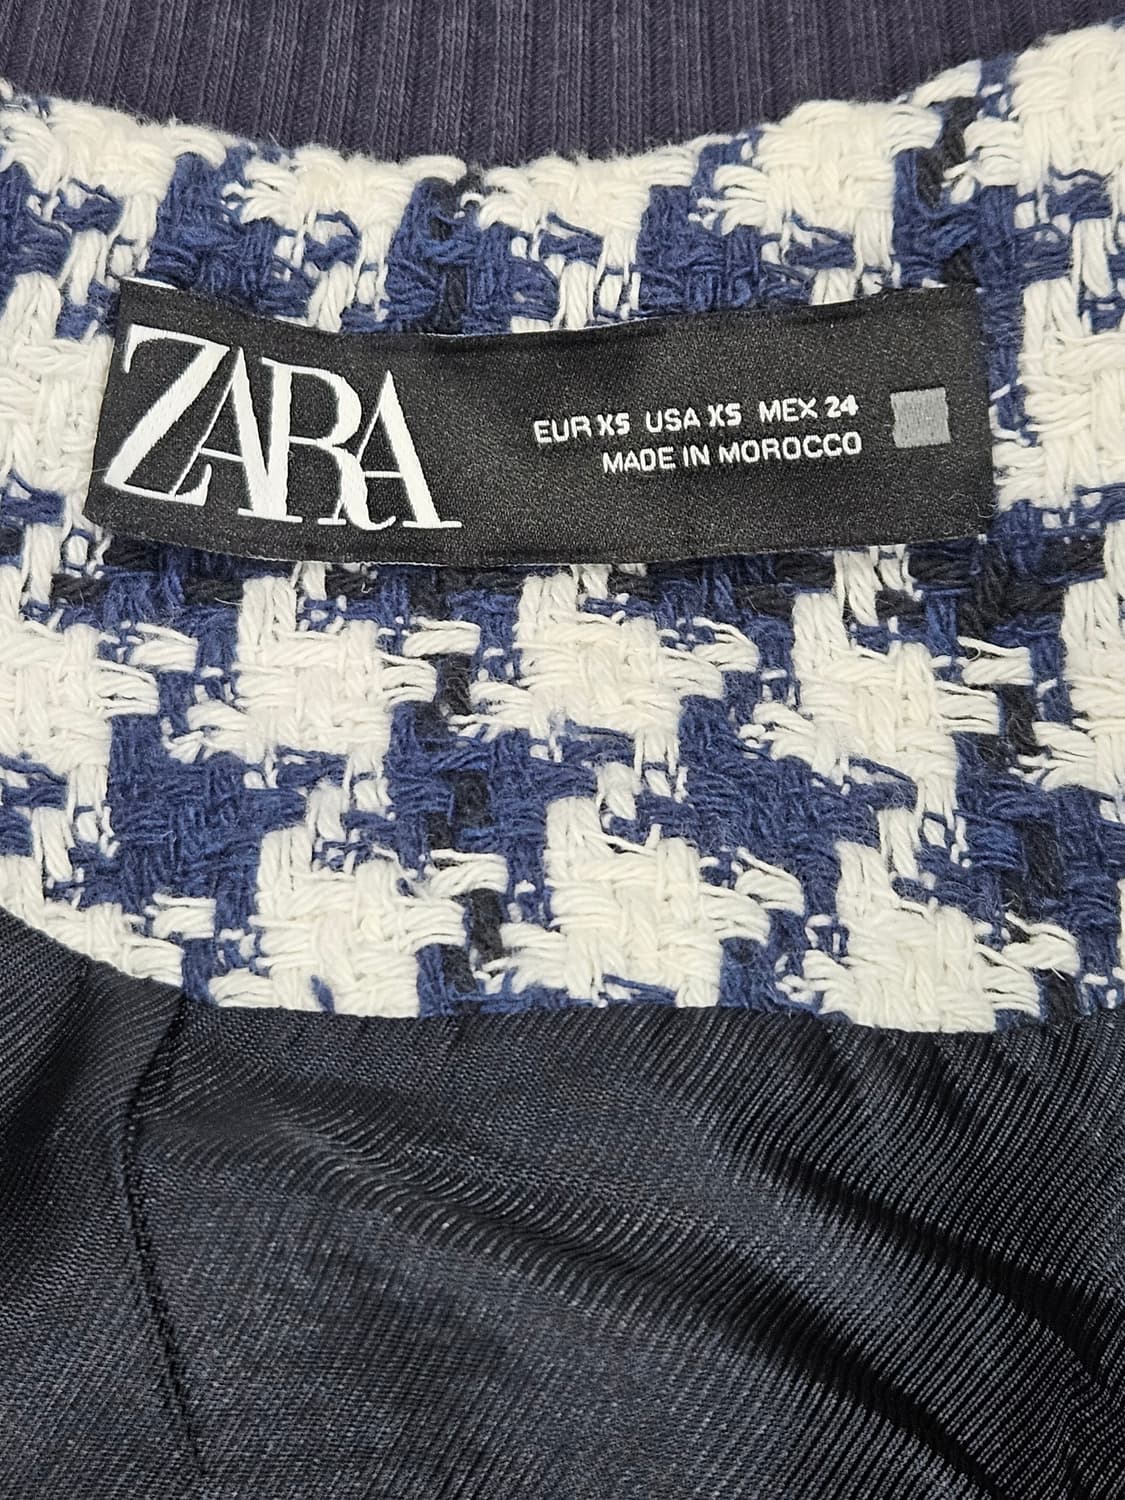 ZARA
EUR XS USA XS MEX 24
MADE IN MOROCCO